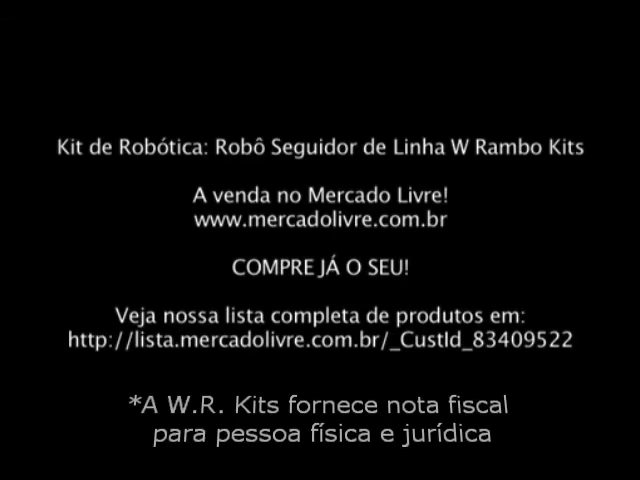 Kit de Robótica: Robô Seguidor de Linha W Rambo Kits
A venda no Mercado Livre!
www.mercadolivre.com.br
COMPRE JÁ O SEU!
Veja nossa lista completa de produtos em:
http://lista.mercadolivre.com.br/_CustId_83409522
*A W.R. Kits fornece nota fiscal
para pessoa física e jurídica